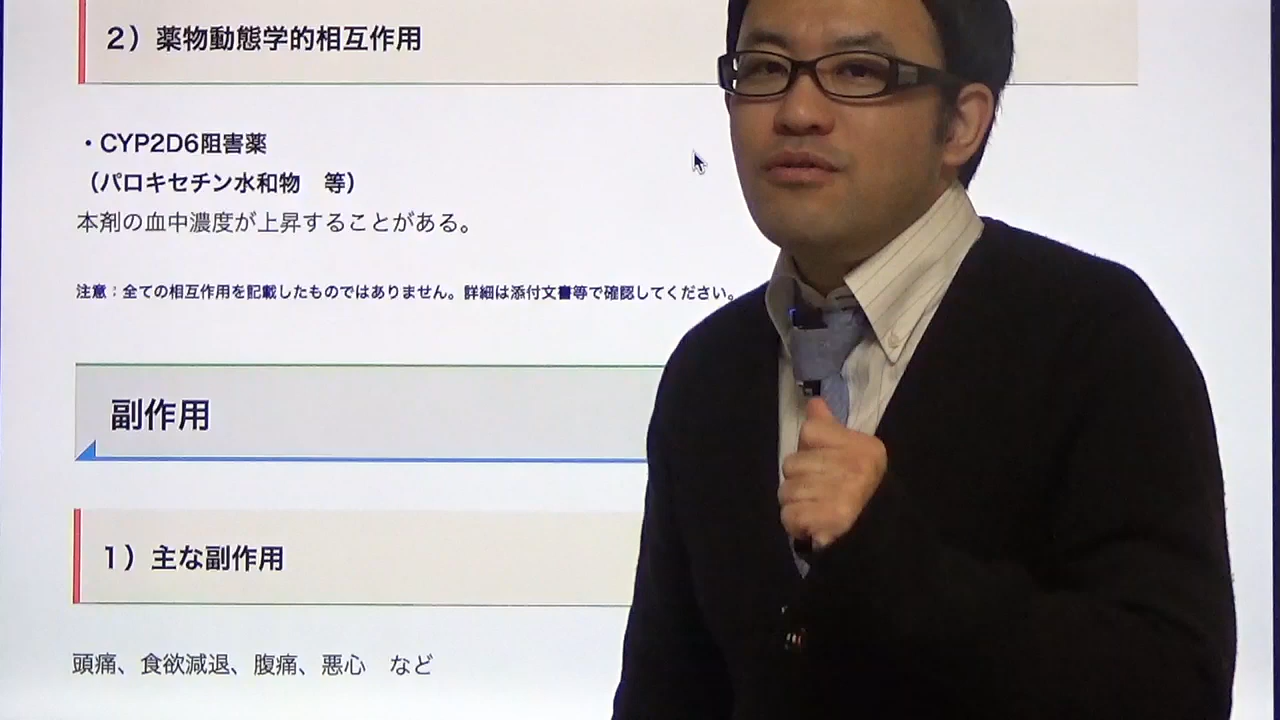 ２）薬物動態学的相互作用
・CYP2D6阻害薬
（パロキセチン水和物　等）
本剤の血中濃度が上昇することがある。
注意：全ての相互作用を記載したものではありません。詳細は添付文書等で確認してください。
副作用
１）主な副作用
頭痛、食欲減退、腹痛、悪心　など